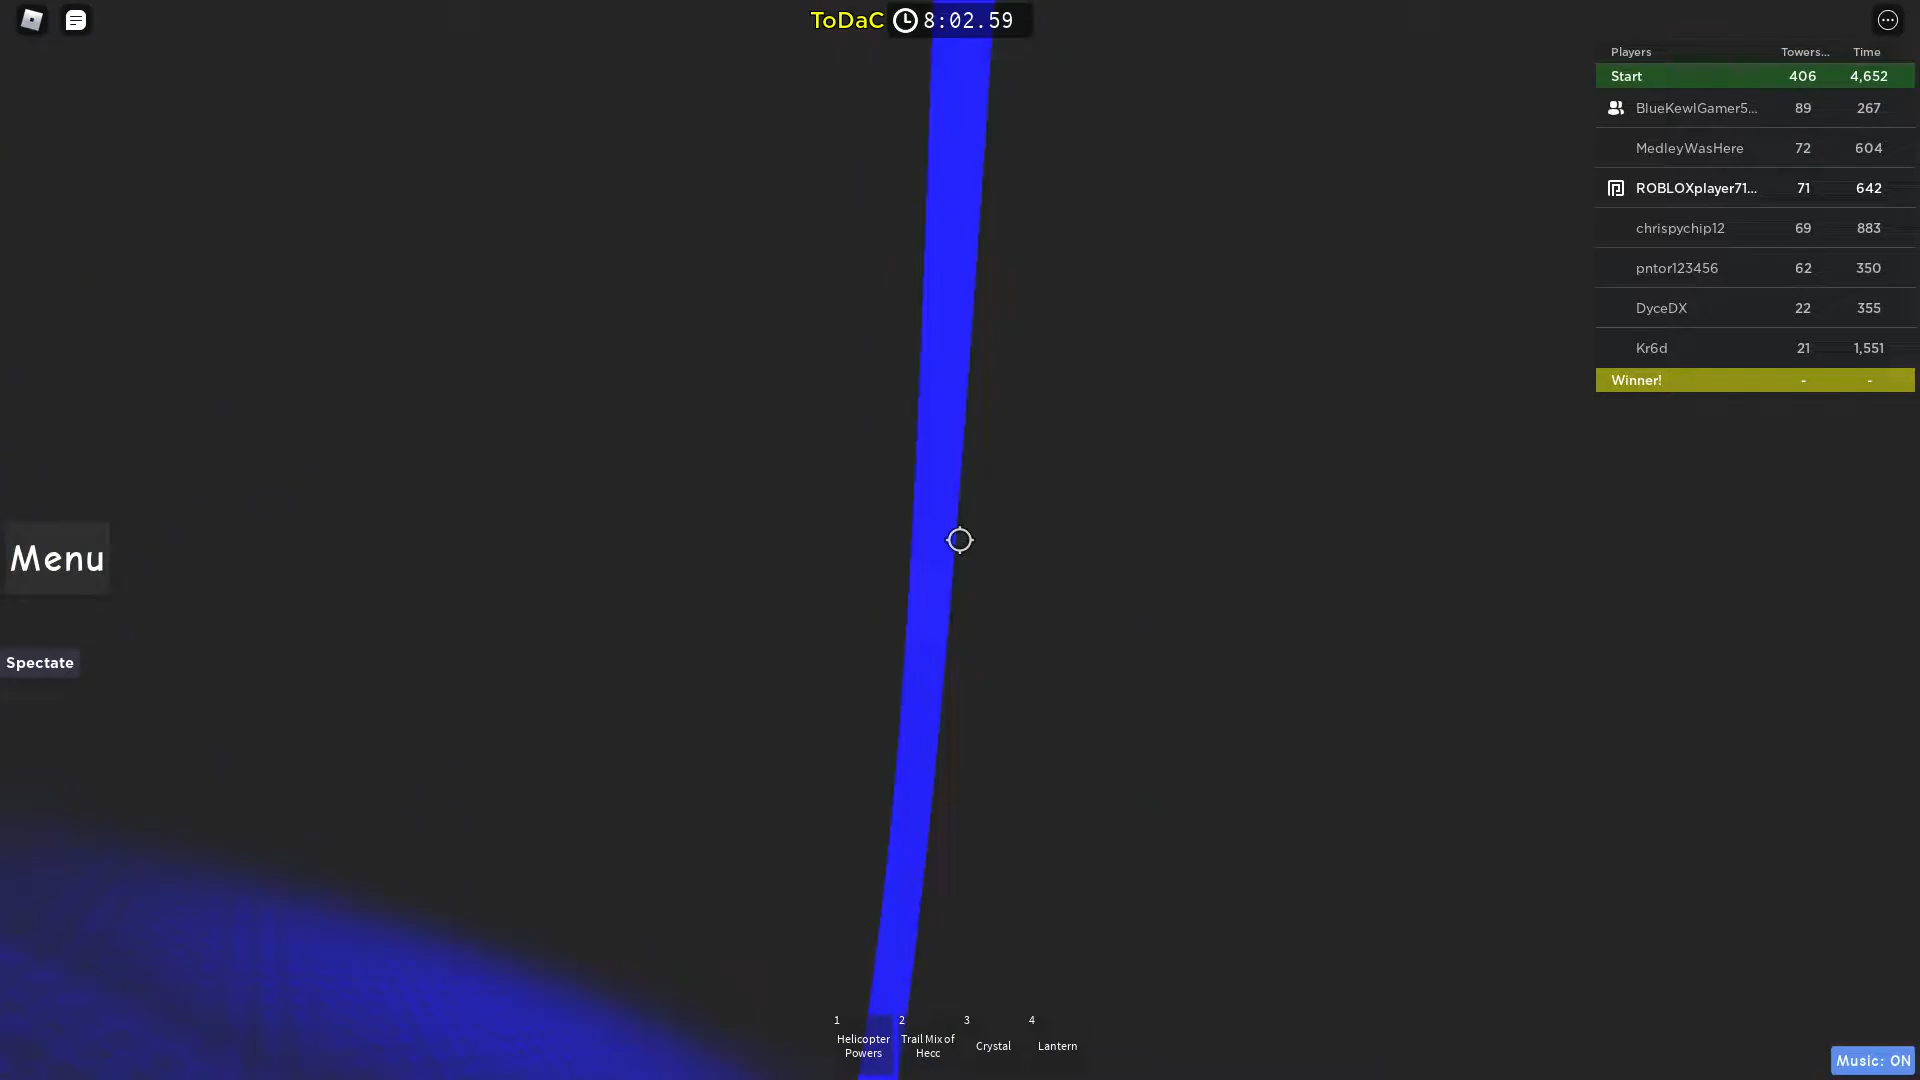 ToDaC 8:02.59
Players Towers... Time
Start 406 4,652
BlueKewlGamer5... 89 267
MedleyWasHere 72 604
ROBLOXplayer71... 71 642
chrispychip12 69 883
pntor123456 62 350
DyceDX 22 355
Kr6d 21 1,551
Winner! - -
Menu
Spectate
1 2 3 4
Helicopter Powers
Trail Mix of Hecc
Crystal
Lantern
Music: ON